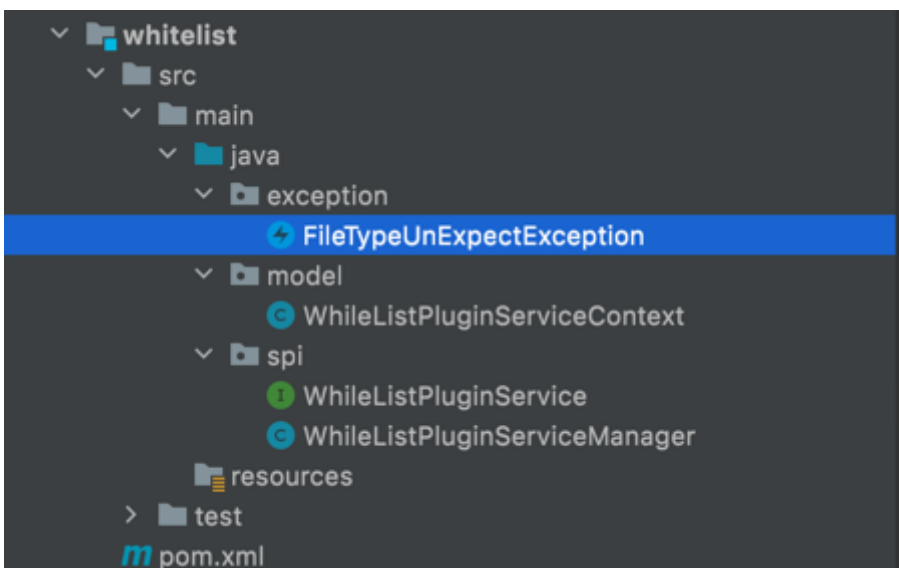 whitelist
src
main
java
exception
FileTypeUnExpectException
model
C WhileListPluginServiceContext
spi
I WhileListPluginService
C WhileListPluginServiceManager
resources
test
m pom.xml